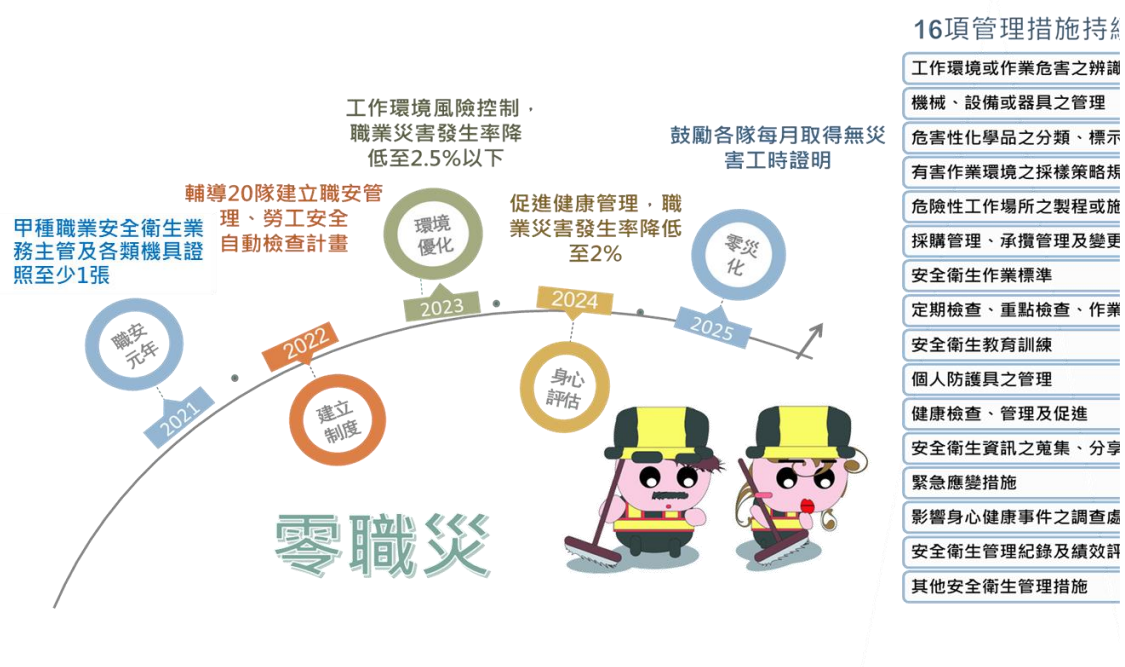 甲種職業安全衛生業
務主管及各類機具證
照至少1張
職安
元年
2021
輔導20隊建立職安管
理、勞工安全
自動檢查計畫
2022
建立
制度
工作環境風險控制，
職業災害發生率降
低至2.5%以下
環境
優化
2023
促進健康管理，職
業災害發生率降低
至2%
2024
身心
評估
鼓勵各隊每月取得無災
害工時證明
零災
化
2025
零職災
16項管理措施持
工作環境或作業危害之辨識
機械、設備或器具之管理
危害性化學品之分類、標示
有害作業環境之採樣策略規
危險性工作場所之製程或施
採購管理、承攬管理及變更
安全衛生作業標準
定期檢查、重點檢查、作業
安全衛生教育訓練
個人防護具之管理
健康檢查、管理及促進
安全衛生資訊之蒐集、分享
緊急應變措施
影響身心健康事件之調查處
安全衛生管理紀錄及績效評
其他安全衛生管理措施